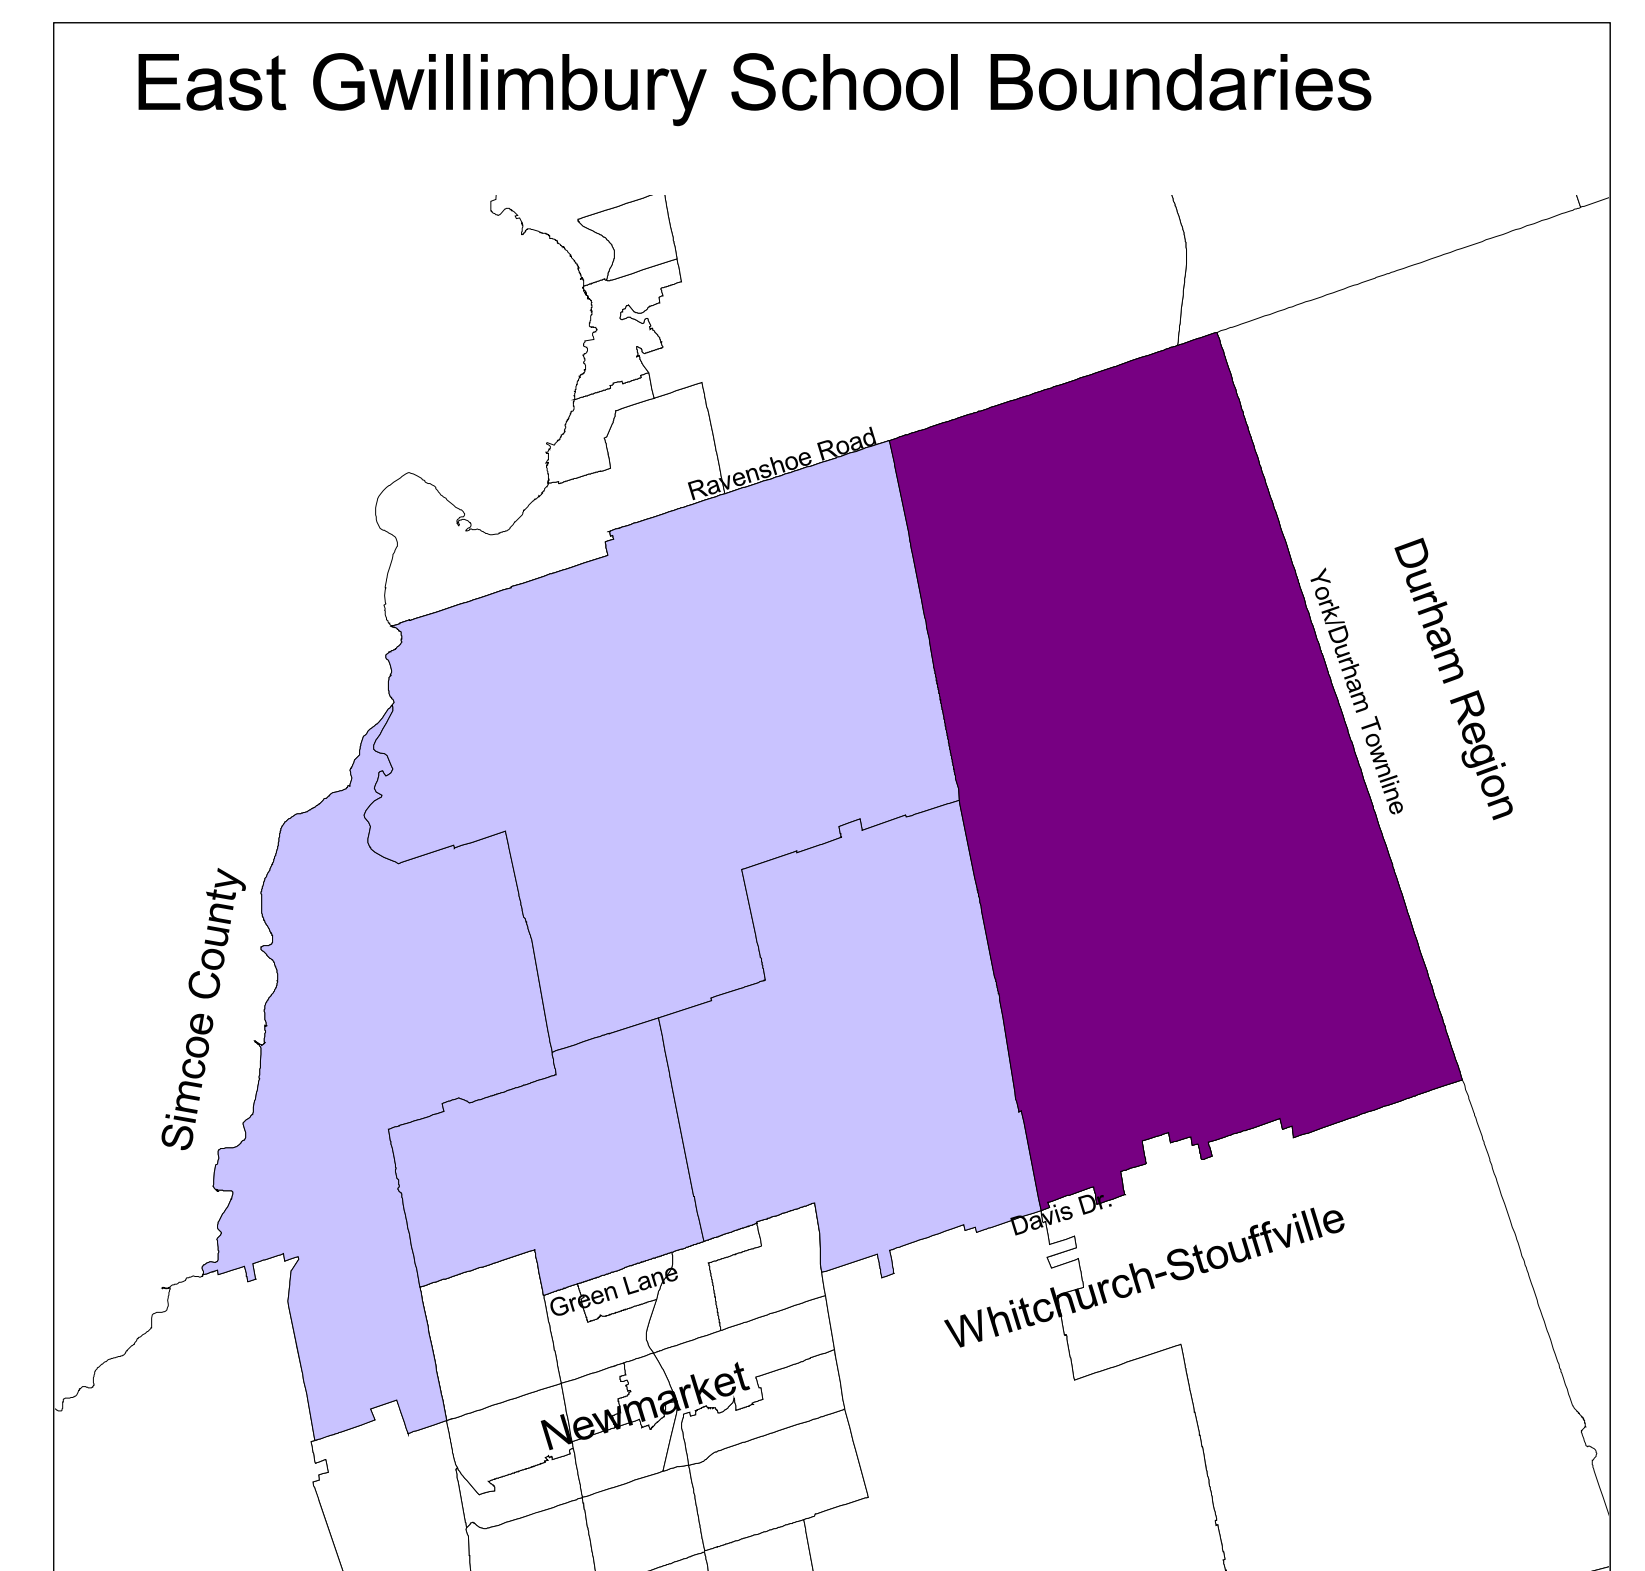 East Gwillimbury School Boundaries
Ravenshoe Road
Durham Region
York/Durham Townline
Simcoe County
Davis Dr.
Whitchurch-Stouffville
Green Lane
Newmarket